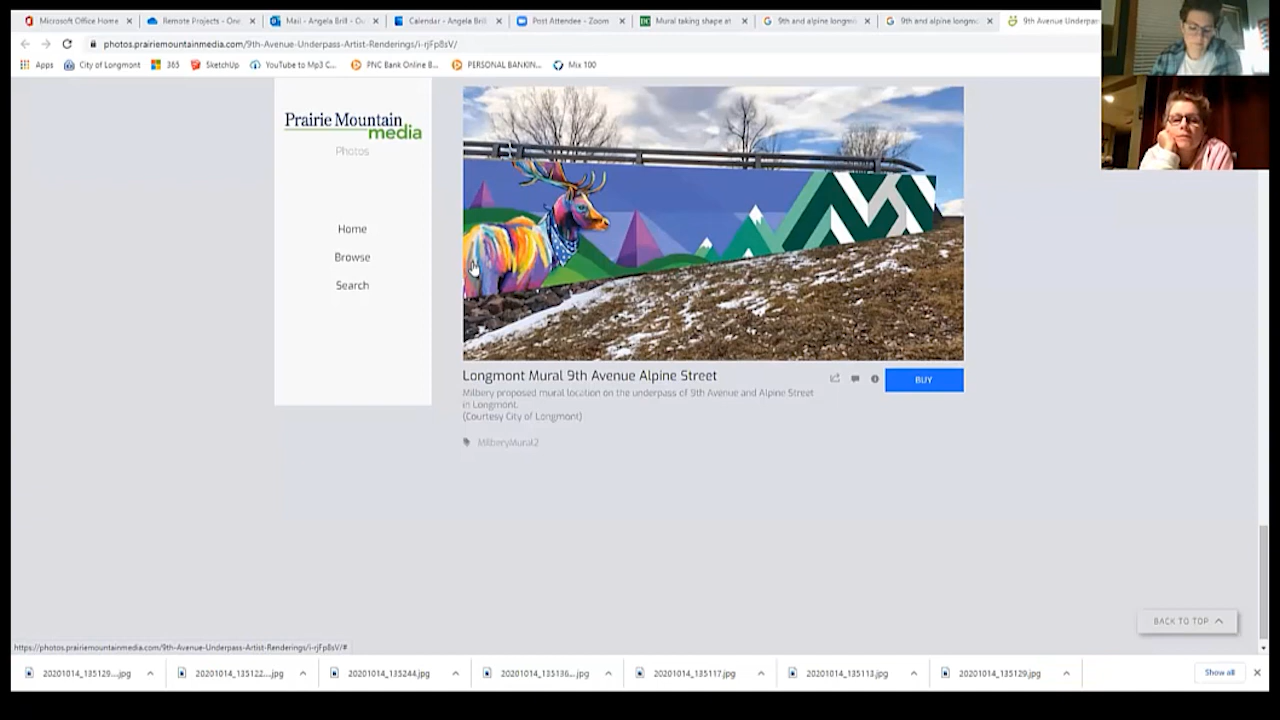 Microsoft Office Home
Remote Projects - One
Mail - Angela Brill - Ou
Calendar - Angela Bril
Post Attendee - Zoom
Mural taking shape at
9th and alpine longm
9th and alpine longm
9th Avenue Underpas
photos.prairiemountainmedia.com/9th-Avenue-Underpass-Artist-Renderings/i-rjFp8sV/
Apps
City of Longmont
365
SketchUp
YouTube to Mp3 C...
PNC Bank Online B...
PERSONAL BANKIN...
Mix 100
Prairie Mountain
media
Photos
Home
Browse
Search
Longmont Mural 9th Avenue Alpine Street
BUY
Milbery proposed mural location on the underpass of 9th Avenue and Alpine Street
in Longmont.
(Courtesy City of Longmont)
MilberyMural2
BACK TO TOP
https://photos.prairiemountainmedia.com/9th-Avenue-Underpass-Artist-Renderings/i-rjFp8sV/#
20201014_135129....jpg
20201014_135122....jpg
20201014_135244.jpg
20201014_135136....jpg
20201014_135117.jpg
20201014_135113.jpg
20201014_135129.jpg
Show all